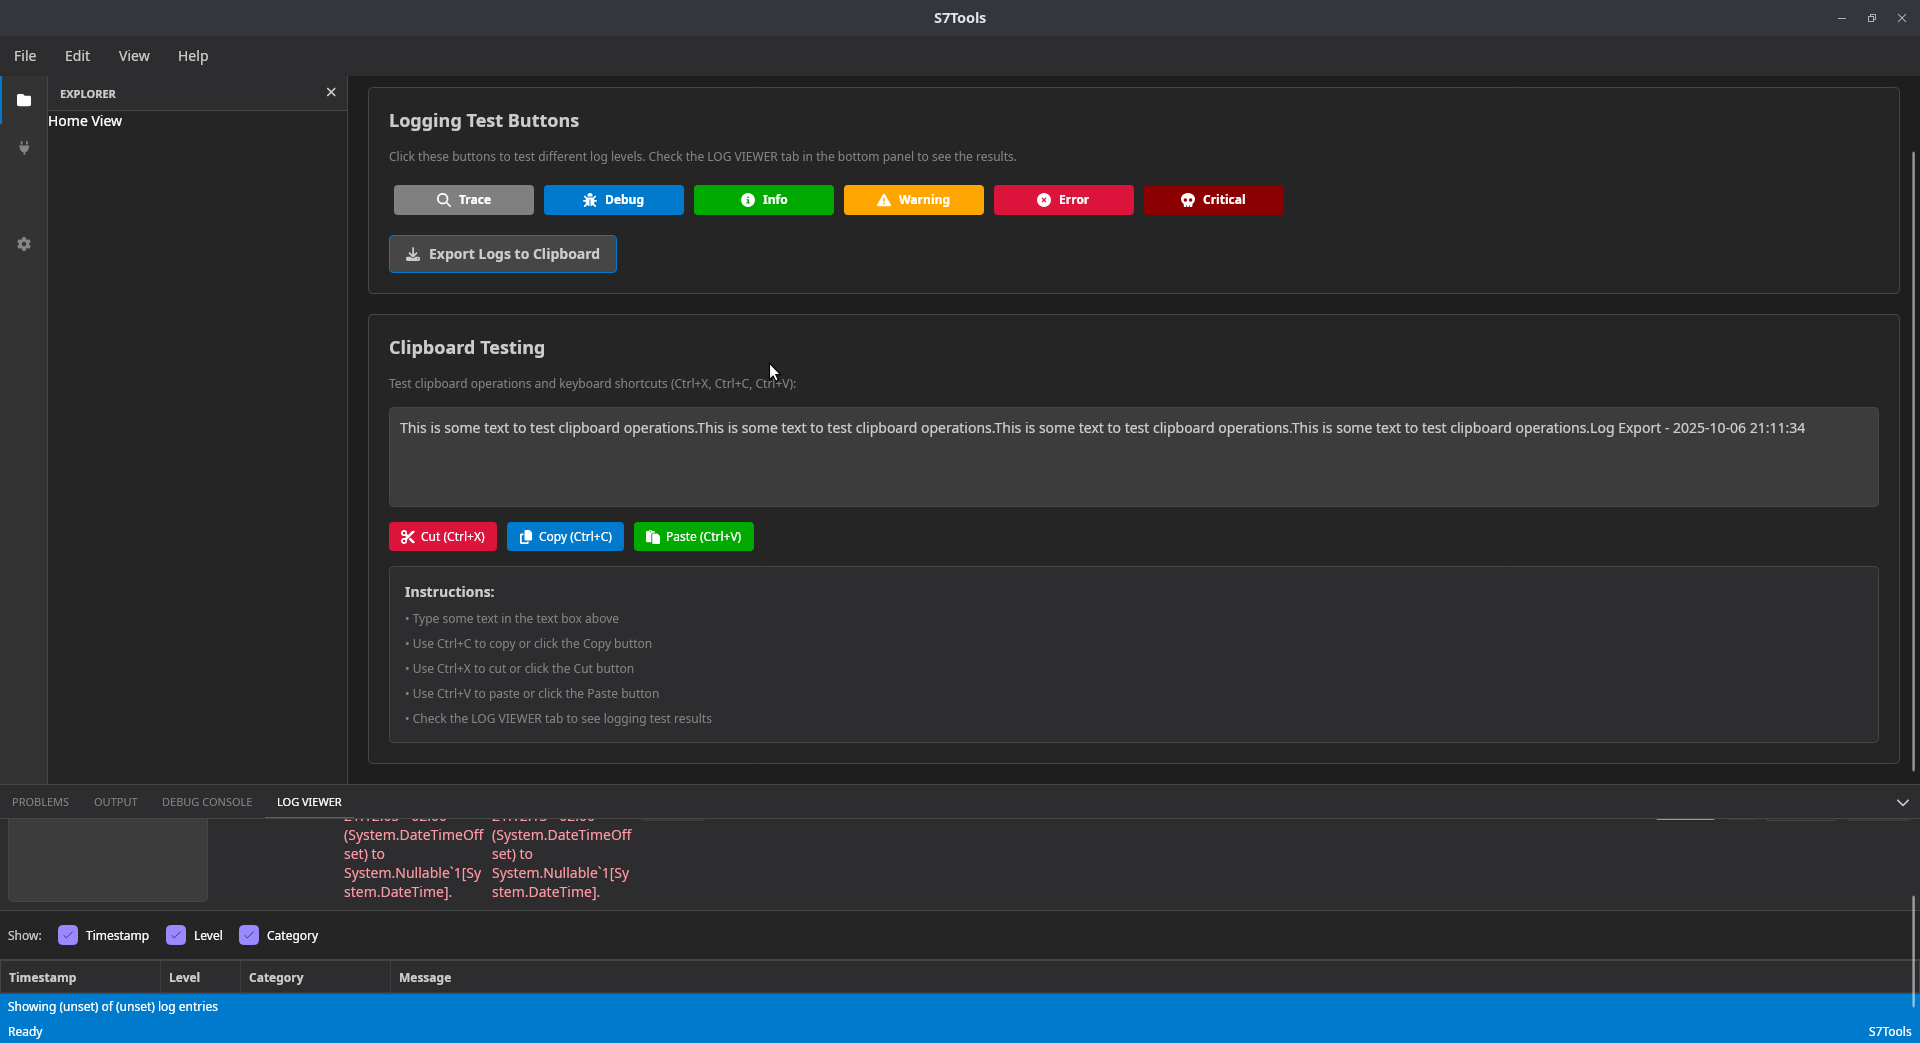 S7Tools
File Edit View Help
EXPLORER
Home View
Logging Test Buttons
Click these buttons to test different log levels. Check the LOG VIEWER tab in the bottom panel to see the results.
Trace Debug Info Warning Error Critical
Export Logs to Clipboard
Clipboard Testing
Test clipboard operations and keyboard shortcuts (Ctrl+X, Ctrl+C, Ctrl+V):
This is some text to test clipboard operations.This is some text to test clipboard operations.This is some text to test clipboard operations.This is some text to test clipboard operations.Log Export - 2025-10-06 21:11:34
Cut (Ctrl+X) Copy (Ctrl+C) Paste (Ctrl+V)
Instructions:
• Type some text in the text box above
• Use Ctrl+C to copy or click the Copy button
• Use Ctrl+X to cut or click the Cut button
• Use Ctrl+V to paste or click the Paste button
• Check the LOG VIEWER tab to see logging test results
PROBLEMS OUTPUT DEBUG CONSOLE LOG VIEWER
(System.DateTimeOff
set) to
System.Nullable`1[Sy
stem.DateTime].
(System.DateTimeOff
set) to
System.Nullable`1[Sy
stem.DateTime].
Show: Timestamp Level Category
Timestamp Level Category Message
Showing (unset) of (unset) log entries
Ready S7Tools